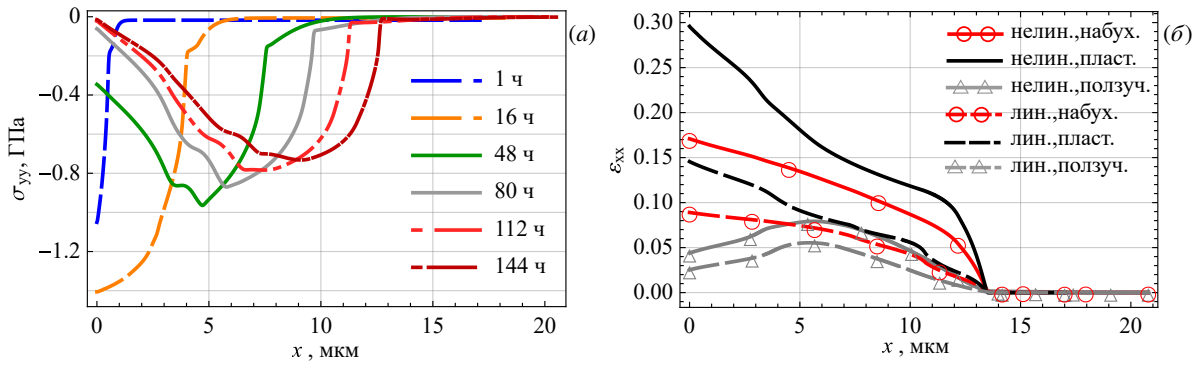 (а)
σyy, ГПа
0
−0.4
−0.8
−1.2
1 ч
16 ч
48 ч
80 ч
112 ч
144 ч
0 5 10 15 20
x , мкм
(б)
εxx
0.30
0.25
0.20
0.15
0.10
0.05
0.00
нелин.,набух.
нелин.,пласт.
нелин.,ползуч.
лин.,набух.
лин.,пласт.
лин.,ползуч.
0 5 10 15 20
x , мкм